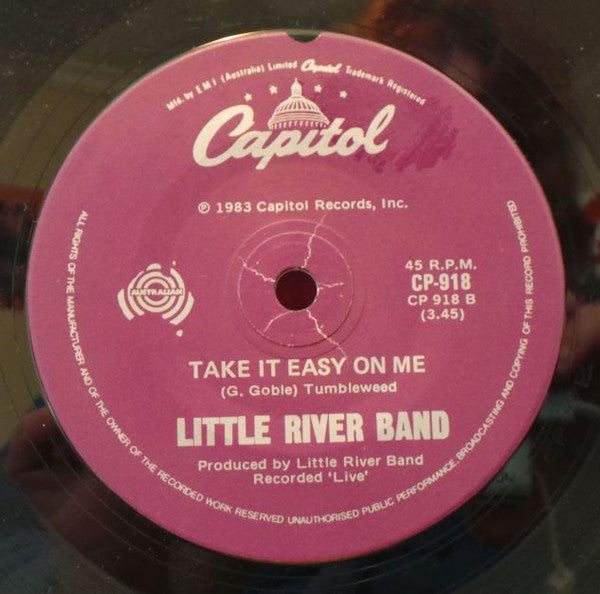 Mfd. by E M I (Australia) Limited Capitol Trademark Registered
Capitol
℗ 1983 Capitol Records, Inc.
45 R.P.M.
CP-918
CP 918 B
(3.45)
AUSTRALIAN
TAKE IT EASY ON ME
(G. Goble) Tumbleweed
LITTLE RIVER BAND
Produced by Little River Band
Recorded 'Live'
ALL RIGHTS OF THE MANUFACTURER AND OF THE OWNER OF THE RECORDED WORK RESERVED UNAUTHORISED PUBLIC PERFORMANCE, BROADCASTING AND COPYING OF THIS RECORD PROHIBITED